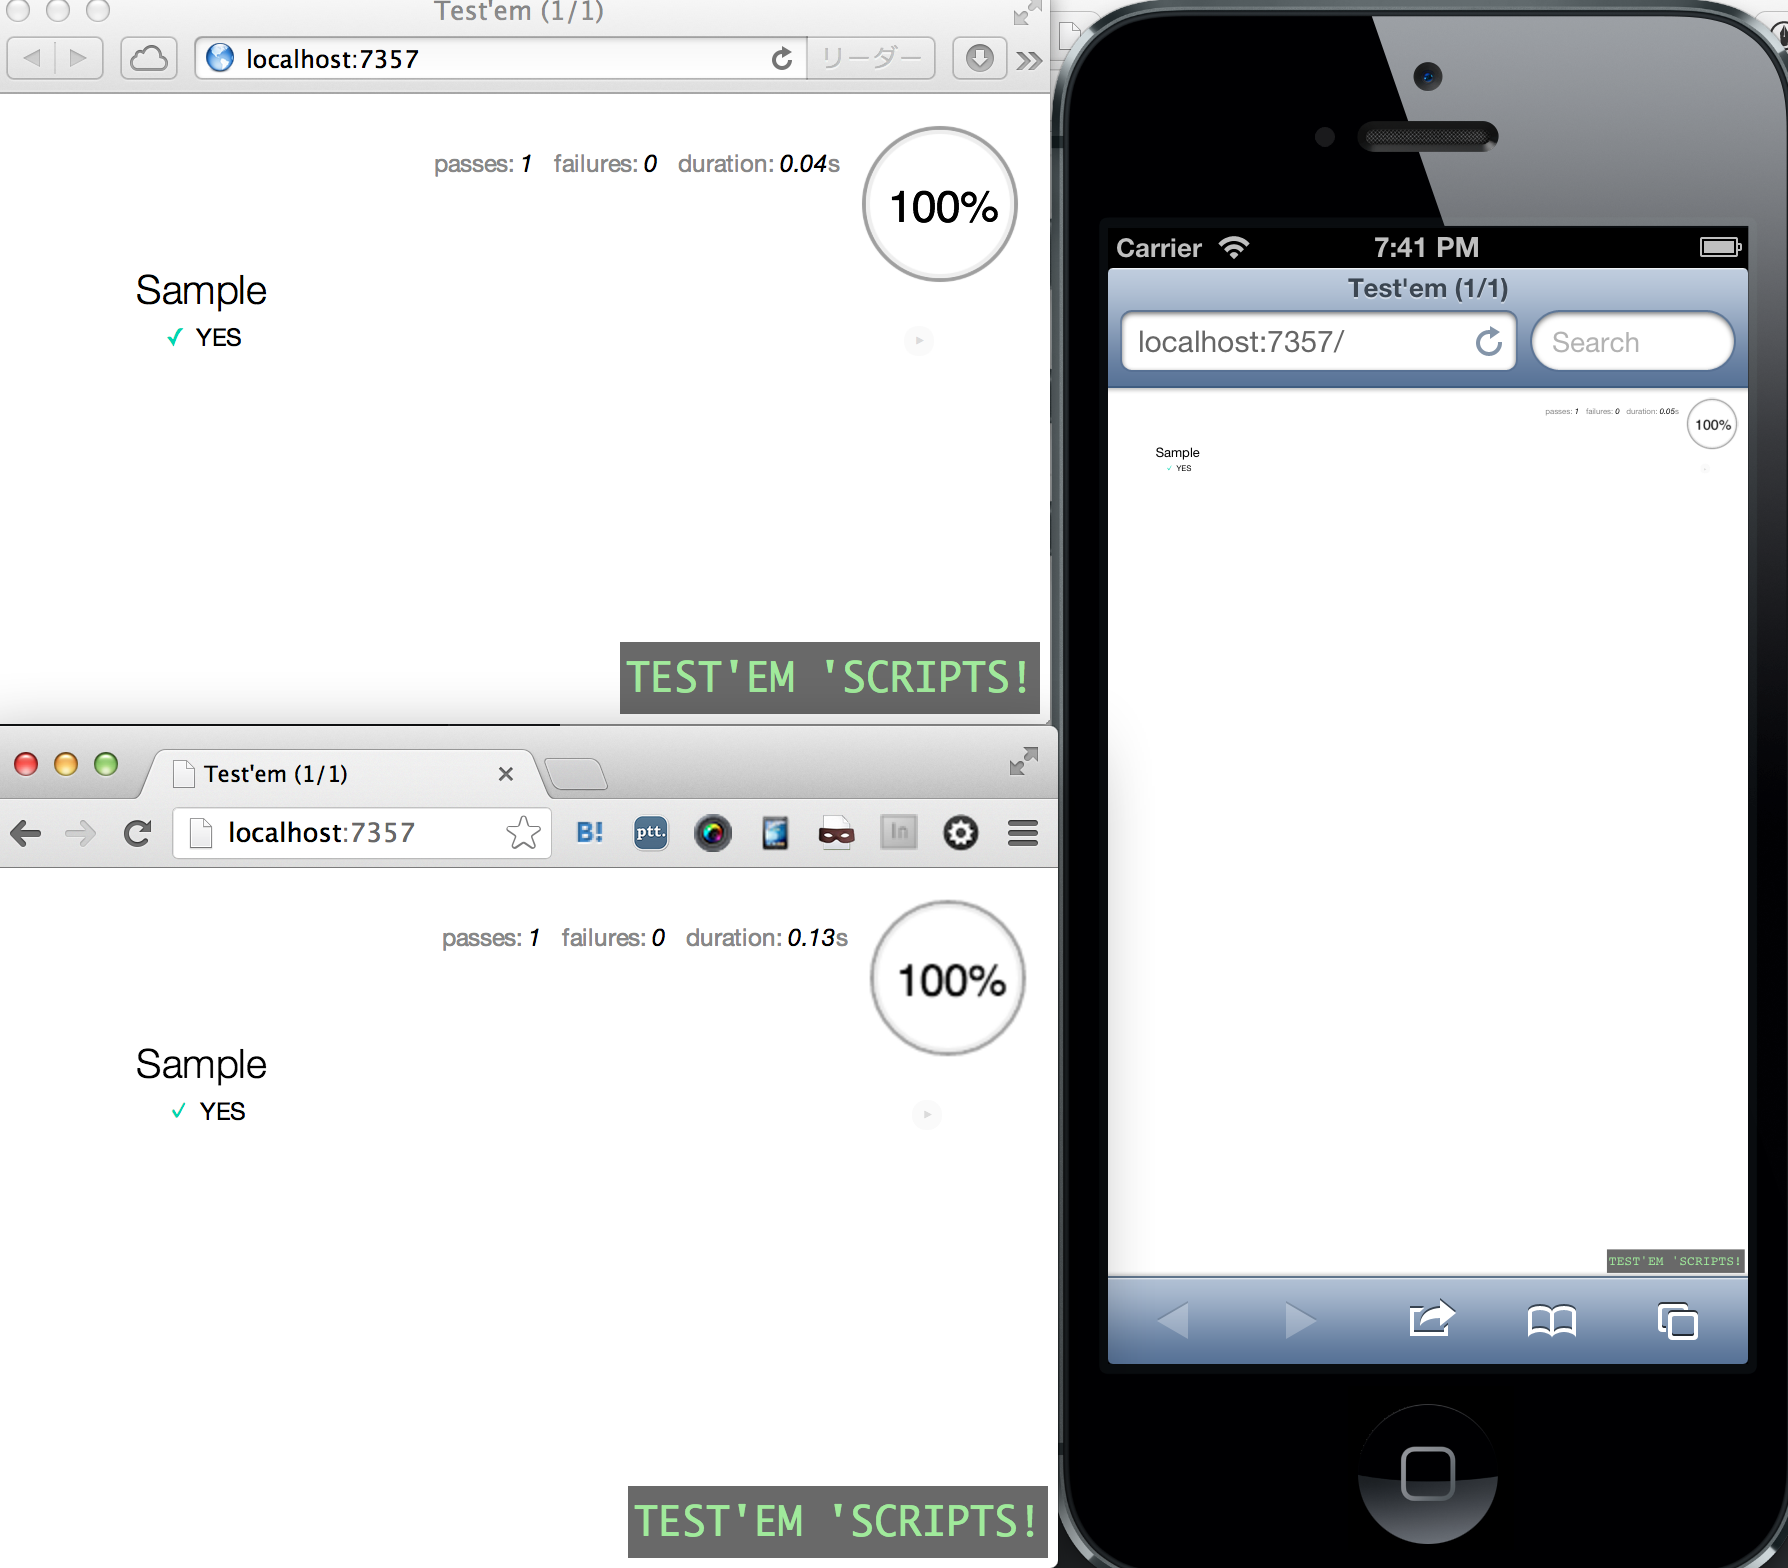 Test'em (1/1)
localhost:7357
リーダー
passes: 1 failures: 0 duration: 0.04s
100%
Sample
✓ YES
TEST'EM 'SCRIPTS!
Test'em (1/1)
localhost:7357
B!
ptt.
In
passes: 1 failures: 0 duration: 0.13s
100%
Sample
✓ YES
TEST'EM 'SCRIPTS!
Carrier 7:41 PM
Test'em (1/1)
localhost:7357/
Search
passes: 1 failures: 0 duration: 0.05s
100%
Sample
✓ YES
TEST'EM 'SCRIPTS!